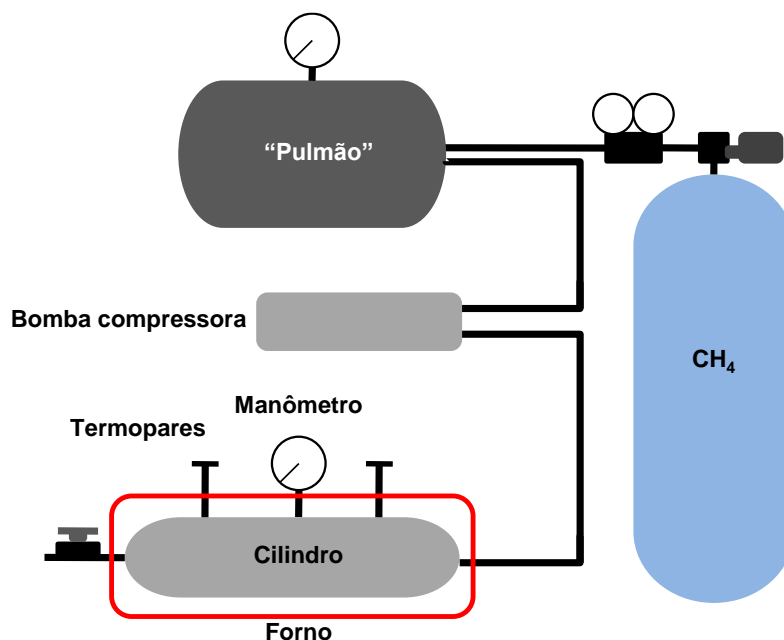 “Pulmão”
Bomba compressora
CH₄
Manômetro
Termopares
Cilindro
Forno